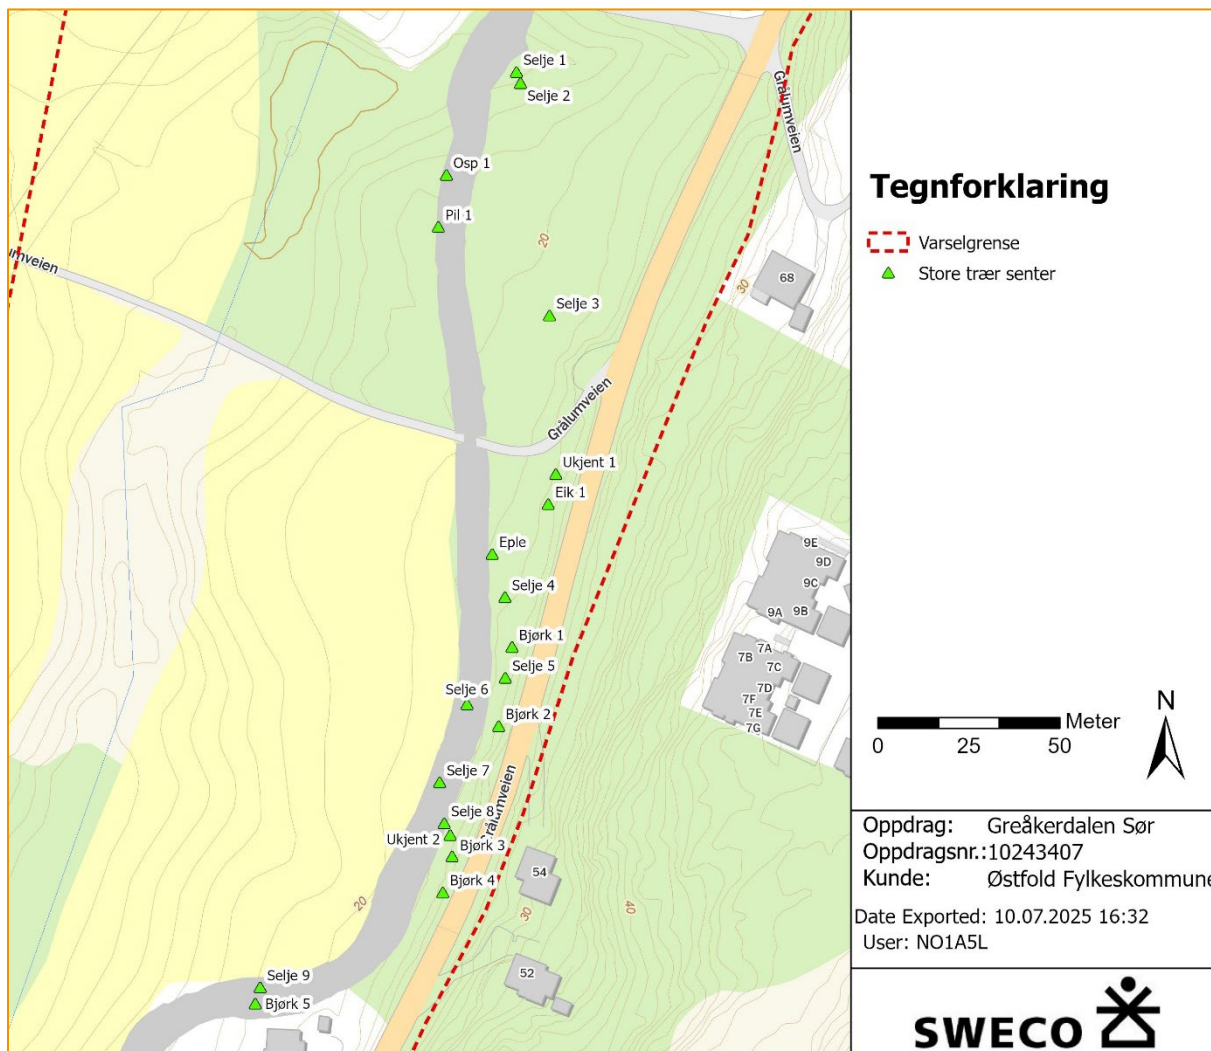 Selje 1
Selje 2
Grålumveien
Osp 1
Pil 1
20
umveien
68
30
Selje 3
Grålumveien
Ukjent 1
Eik 1
Eple
Selje 4
9E
9D
9C
9A
9B
Bjørk 1
7A
7B
7C
Selje 5
7D
Selje 6
7F
7E
Bjørk 2
7G
Selje 7
Grålumveien
Selje 8
Ukjent 2
Bjørk 3
54
Bjørk 4
20
30
40
52
Selje 9
Bjørk 5
Tegnforklaring
Varselgrense
Store trær senter
N
Meter
0 25 50
Oppdrag: Greåkerdalen Sør
Oppdragsnr.:10243407
Kunde: Østfold Fylkeskommune
Date Exported: 10.07.2025 16:32
User: NO1A5L
SWECO